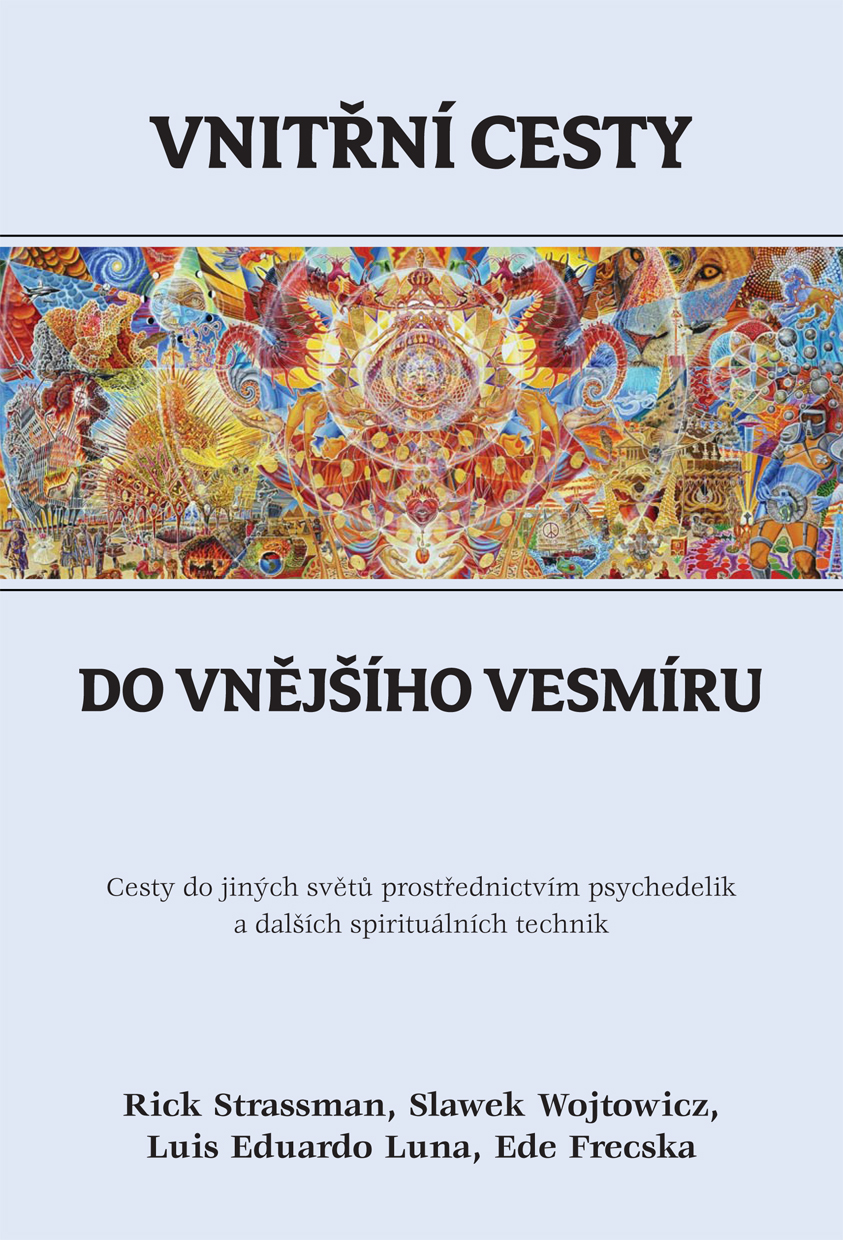 VNITŘNÍ CESTY
DO VNĚJŠÍHO VESMÍRU
Cesty do jiných světů prostřednictvím psychedelik
a dalších spirituálních technik
Rick Strassman, Slawek Wojtowicz,
Luis Eduardo Luna, Ede Frecska